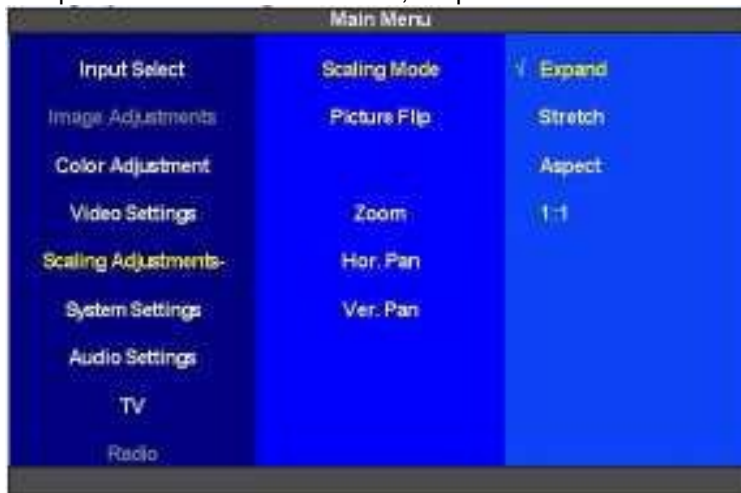 Main Menu
Input Select
Image Adjustments
Color Adjustment
Video Settings
Scaling Adjustments-
System Settings
Audio Settings
TV
Radio
Scaling Mode
Picture Flip
Zoom
Hor. Pan
Ver. Pan
√ Expand
Stretch
Aspect
1:1